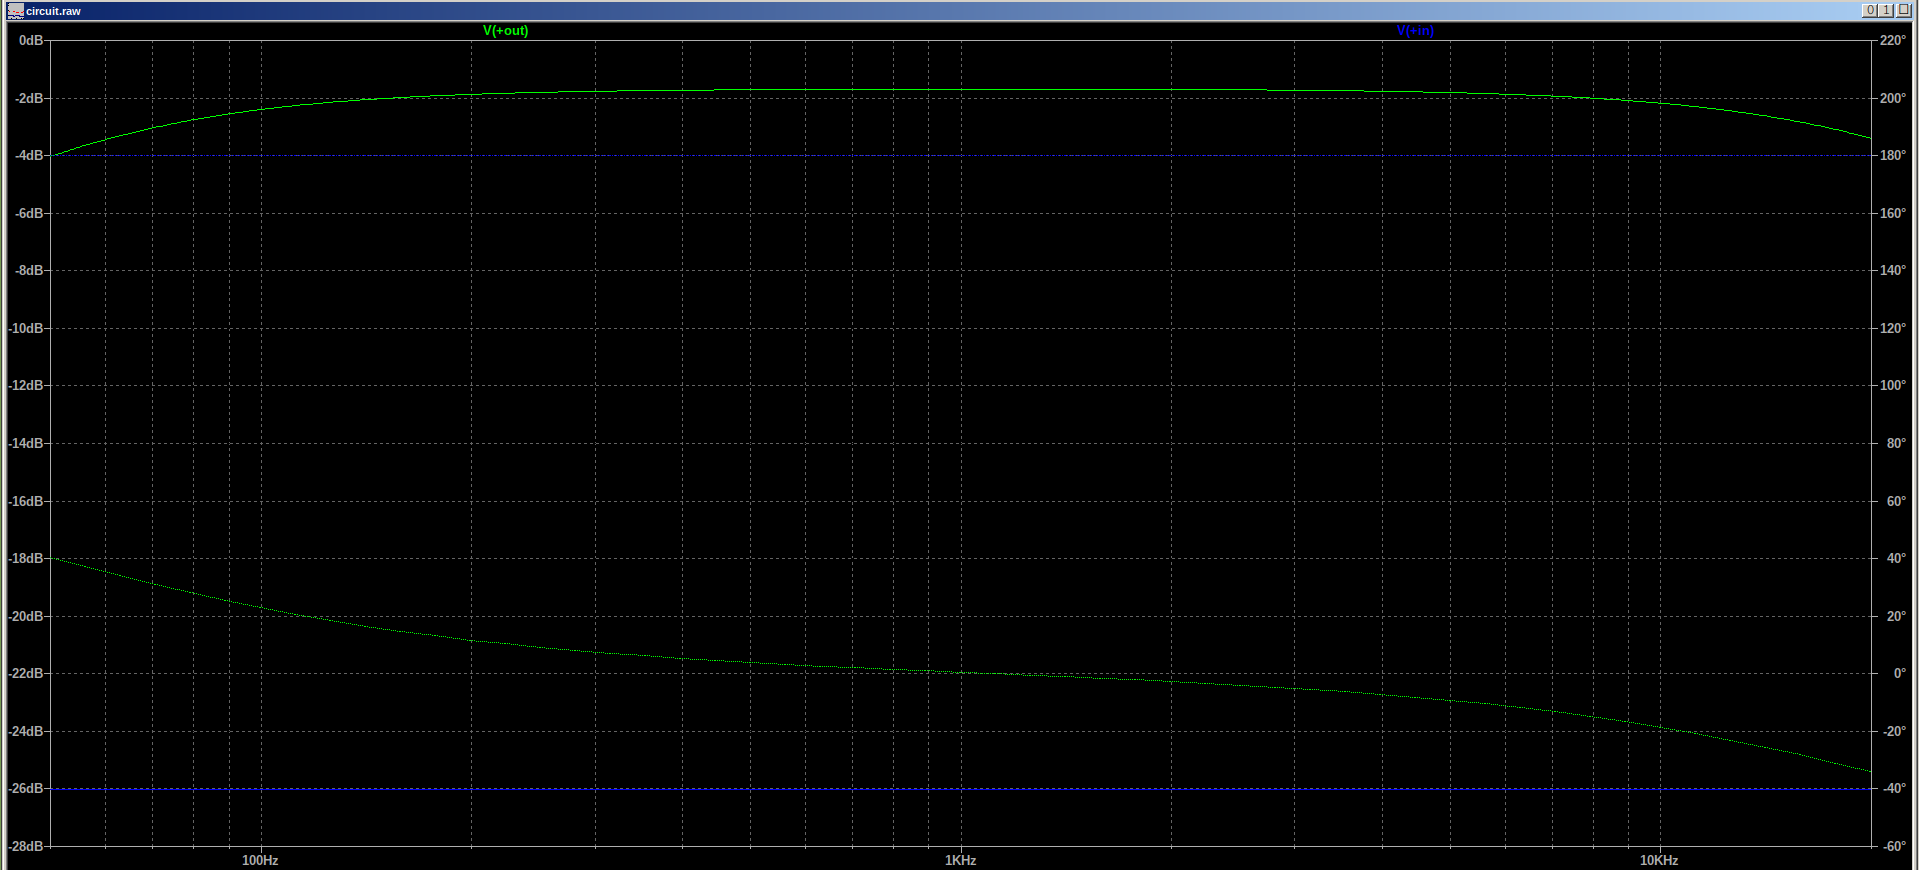 circuit.raw
V(+out) V(+in)
0dB 220°
-2dB 200°
-4dB 180°
-6dB 160°
-8dB 140°
-10dB 120°
-12dB 100°
-14dB 80°
-16dB 60°
-18dB 40°
-20dB 20°
-22dB 0°
-24dB -20°
-26dB -40°
-28dB -60°
100Hz 1KHz 10KHz